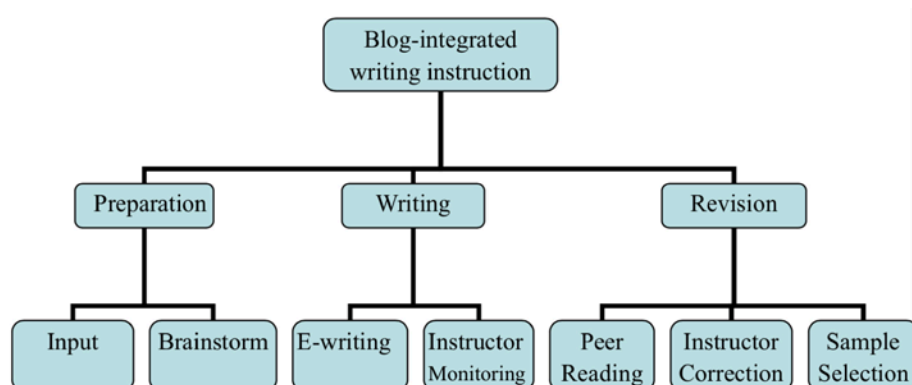 Blog-integrated
writing instruction
Preparation
Writing
Revision
Input
Brainstorm
E-writing
Instructor
Monitoring
Peer
Reading
Instructor
Correction
Sample
Selection